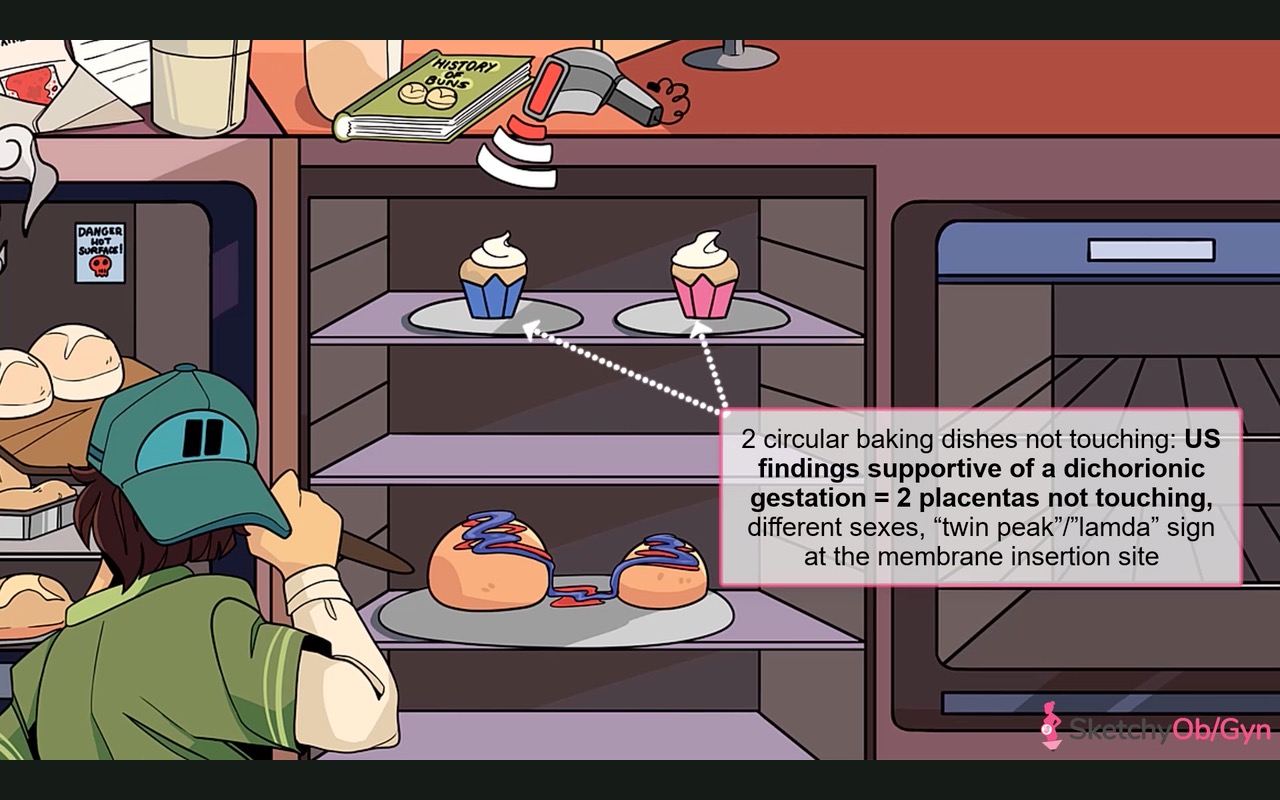 HISTORY
OF
BUNS
DANGER
HOT
SURFACE!
2 circular baking dishes not touching: US
findings supportive of a dichorionic
gestation = 2 placentas not touching,
different sexes, “twin peak”/”lamda” sign
at the membrane insertion site
SketchyOb/Gyn